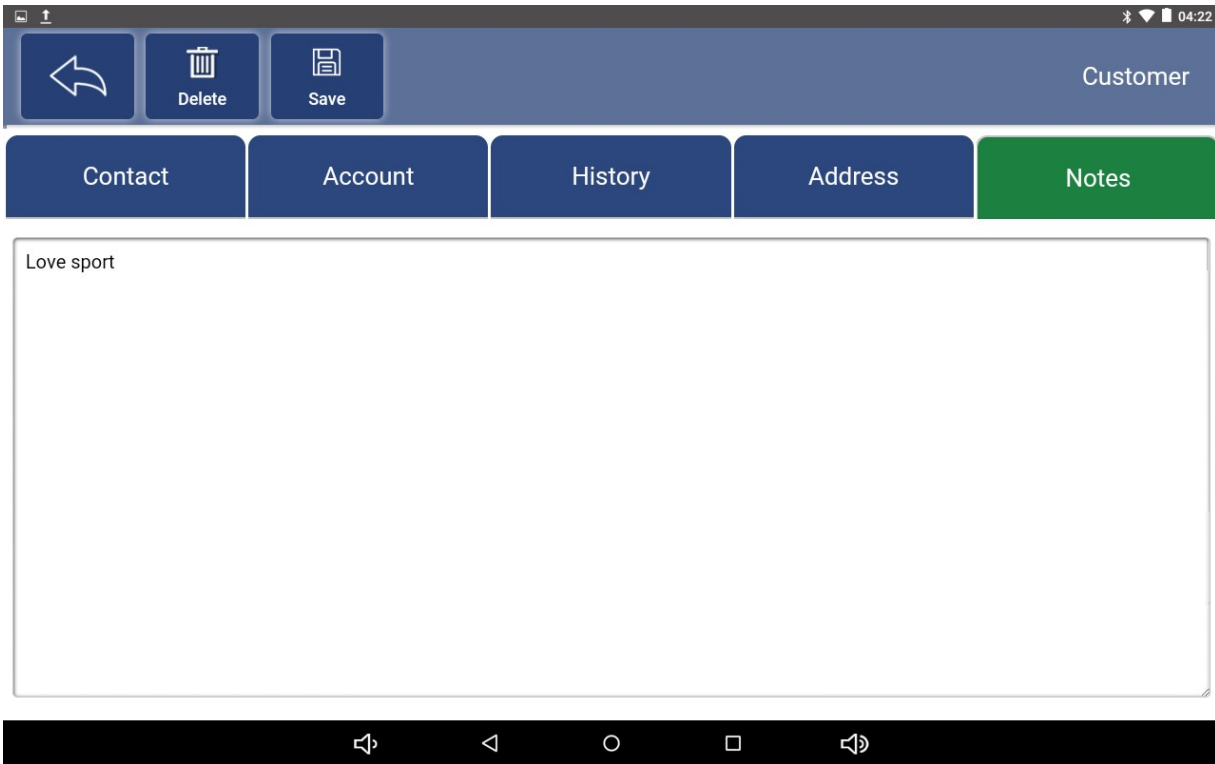 04:22
Delete
Save
Customer
Contact
Account
History
Address
Notes
Love sport